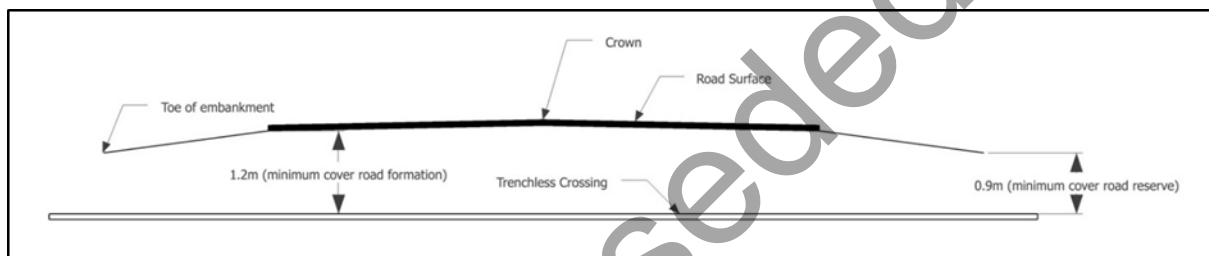 Crown
Road Surface
Toe of embankment
1.2m (minimum cover road formation)
Trenchless Crossing
0.9m (minimum cover road reserve)
seded